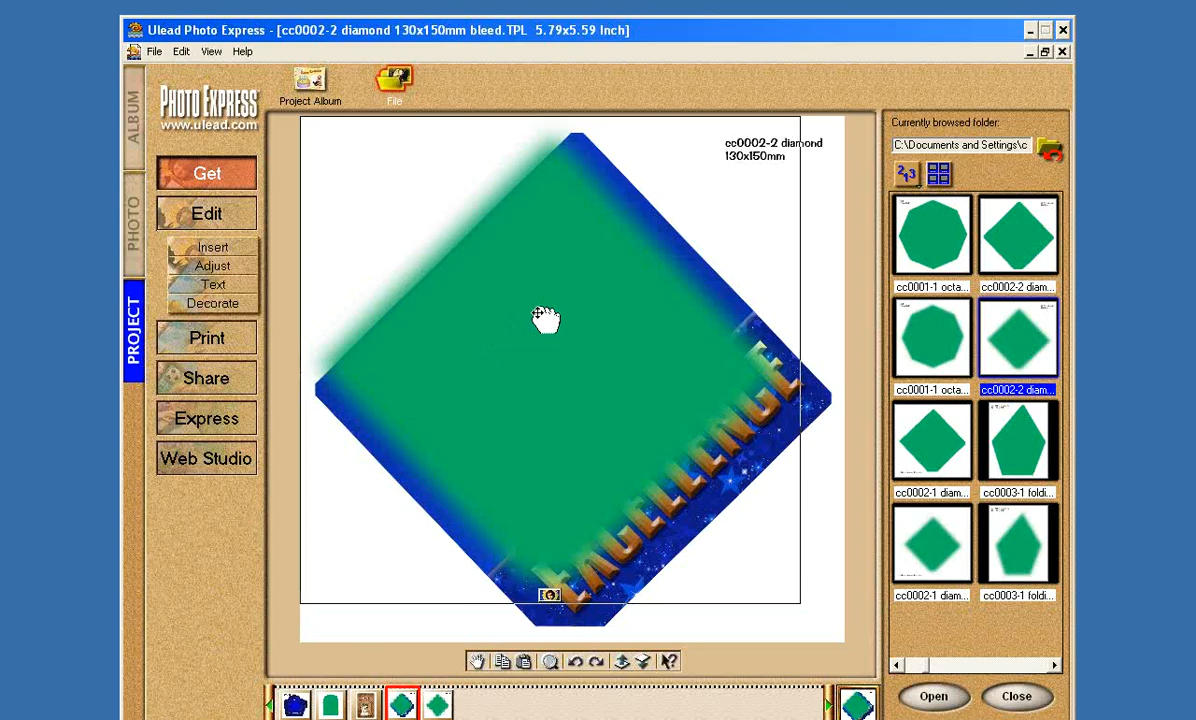 Ulead Photo Express - [cc0002-2 diamond 130x150mm bleed.TPL 5.79x5.59 Inch]
File Edit View Help
Project Album
File
PHOTO EXPRESS
www.ulead.com
ALBUM
PHOTO
PROJECT
Get
Edit
Insert
Adjust
Text
Decorate
Print
Share
Express
Web Studio
cc0002-2 diamond
130x150mm
Currently browsed folder:
C:\Documents and Settings\c
123
cc0001-1 octa...
cc0002-2 diam...
cc0001-1 octa...
cc0002-2 diam...
cc0002-1 diam...
cc0003-1 foldi...
cc0002-1 diam...
cc0003-1 foldi...
Open
Close